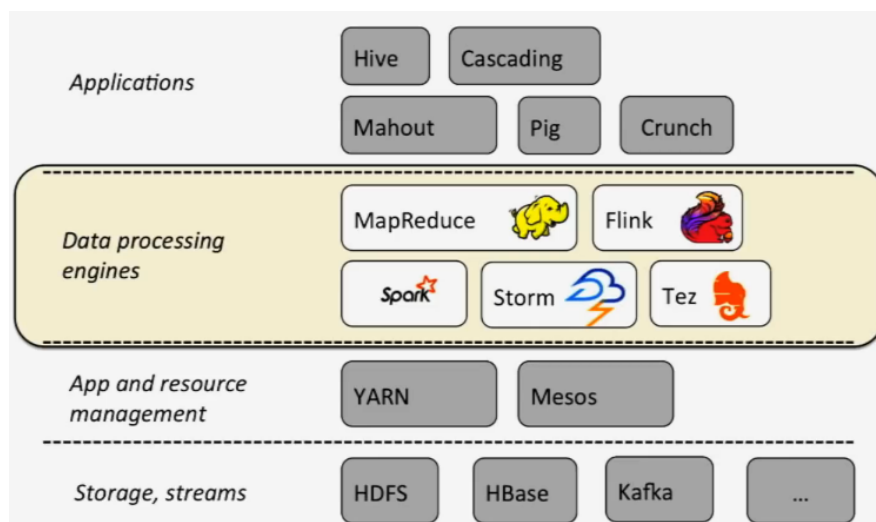 Applications
Hive
Cascading
Mahout
Pig
Crunch
Data processing
engines
MapReduce
Flink
Spark
Storm
Tez
App and resource
management
YARN
Mesos
Storage, streams
HDFS
HBase
Kafka
...